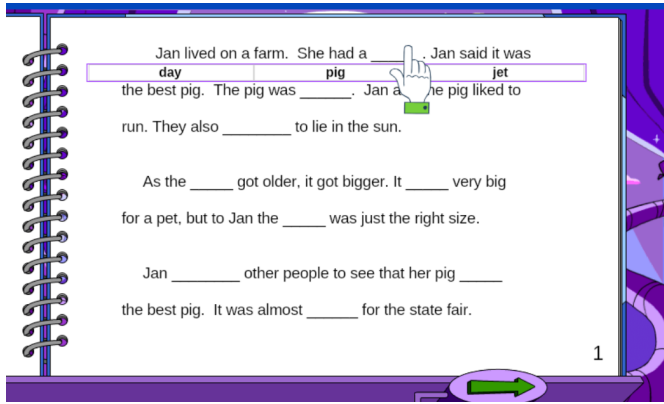 Jan lived on a farm. She had a ______. Jan said it was
day pig jet
the best pig. The pig was ______. Jan a he pig liked to
run. They also ________ to lie in the sun.
As the _____ got older, it got bigger. It _____ very big
for a pet, but to Jan the _____ was just the right size.
Jan ________ other people to see that her pig _____
the best pig. It was almost ______ for the state fair.
1